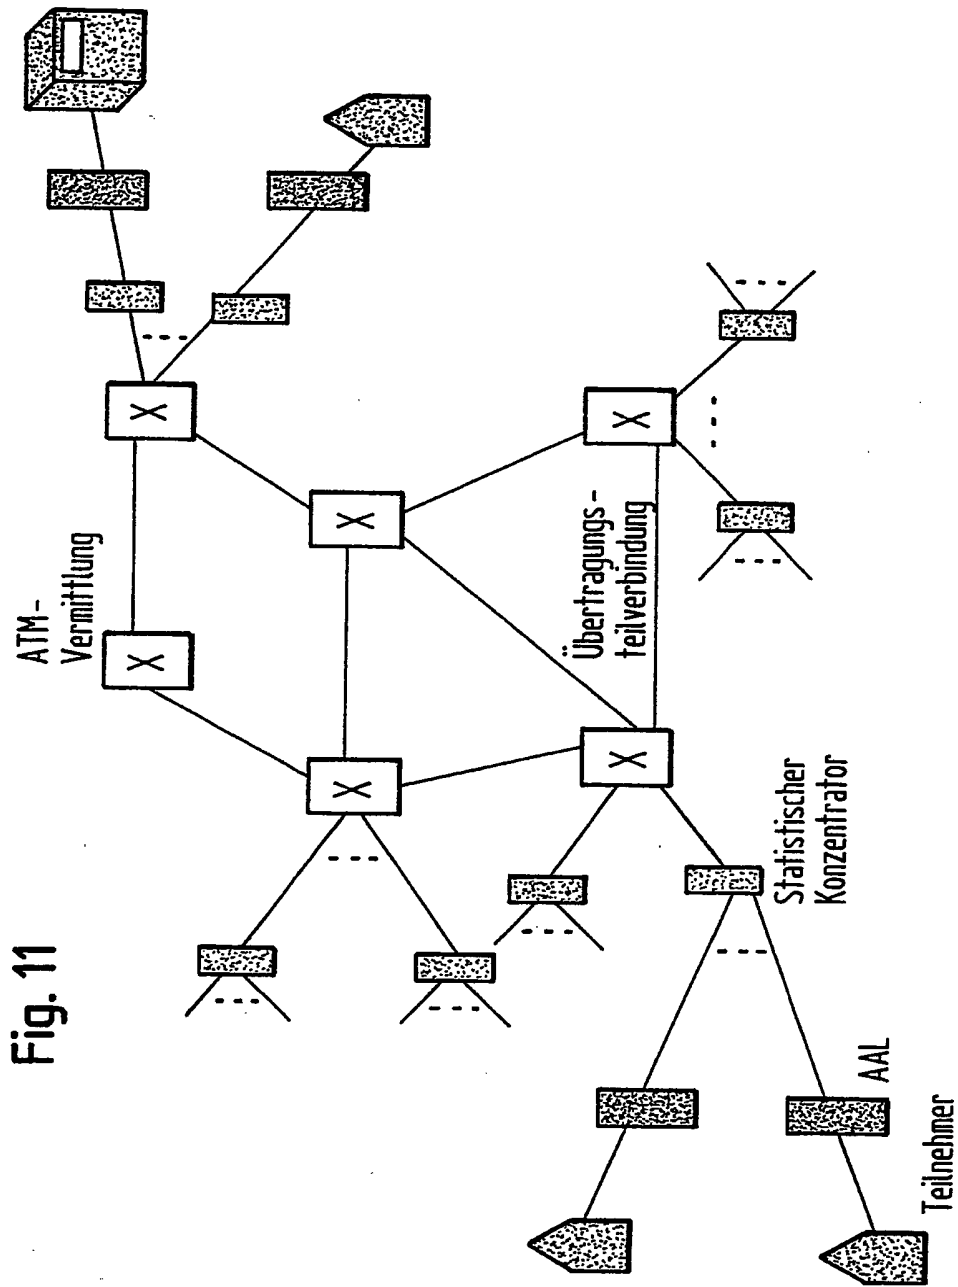 Fig. 11
ATM-
Vermittlung
X
X
X
X
X
X
Übertragungs-
teilverbindung
Statistischer
Konzentrator
AAL
Teilnehmer